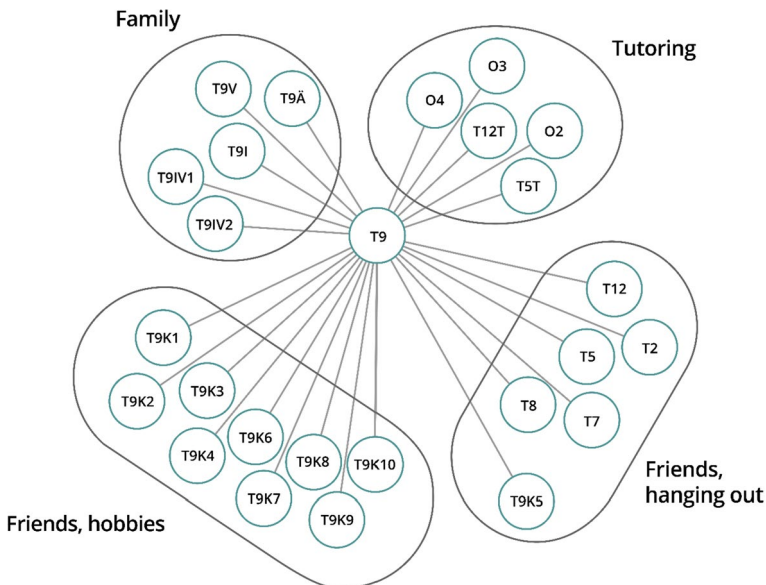 Family
Tutoring
T9V
T9Ä
T9I
T9IV1
T9IV2
O3
O4
T12T
O2
T5T
T9
T12
T2
T5
T8
T7
T9K5
Friends,
hanging out
T9K1
T9K2
T9K3
T9K4
T9K6
T9K7
T9K8
T9K10
T9K9
Friends, hobbies